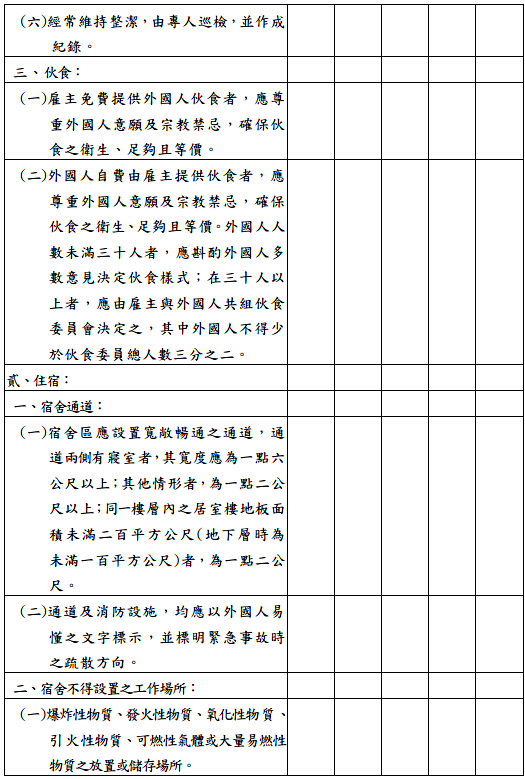 (六)經常維持整潔，由專人巡檢，並作成
紀錄。
三、伙食：
(一)雇主免費提供外國人伙食者，應尊
重外國人意願及宗教禁忌，確保伙
食之衛生、足夠且等價。
(二)外國人自費由雇主提供伙食者，應
尊重外國人意願及宗教禁忌，確保
伙食之衛生、足夠且等價。外國人人
數未滿三十人者，應斟酌外國人多
數意見決定伙食樣式；在三十人以
上者，應由雇主與外國人共組伙食
委員會決定之，其中外國人不得少
於伙食委員總人數三分之二。
貳、住宿：
一、宿舍通道：
(一)宿舍區應設置寬敞暢通之通道，通
道兩側有寢室者，其寬度應為一點六
公尺以上；其他情形者，為一點二公
尺以上；同一樓層內之居室樓地板面
積未滿二百平方公尺(地下層時為
未滿一百平方公尺)者，為一點二公
尺。
(二)通道及消防設施，均應以外國人易
懂之文字標示，並標明緊急事故時
之疏散方向。
二、宿舍不得設置之工作場所：
(一)爆炸性物質、發火性物質、氧化性物質、
引火性物質、可燃性氣體或大量易燃性
物質之放置或儲存場所。